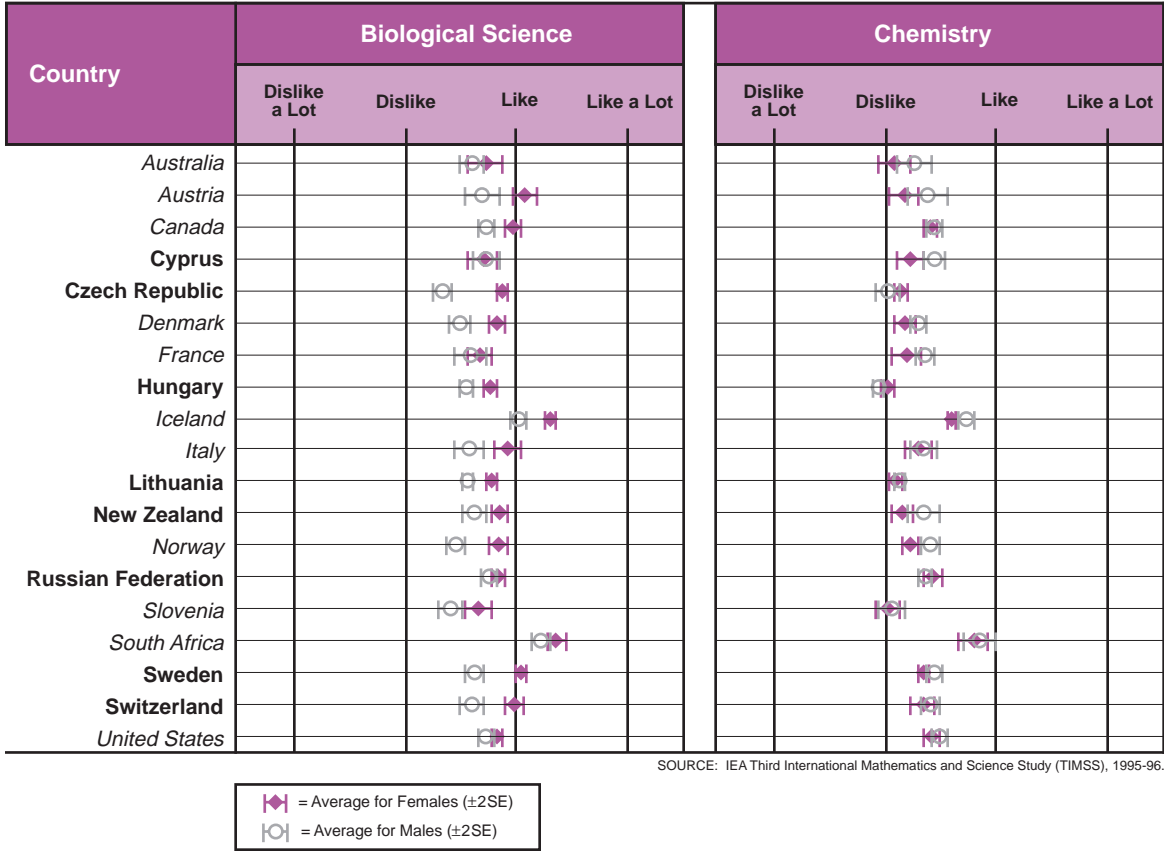 Country
Biological Science
Chemistry
Dislike
a Lot
Dislike
Like
Like a Lot
Dislike
a Lot
Dislike
Like
Like a Lot
Australia
Austria
Canada
Cyprus
Czech Republic
Denmark
France
Hungary
Iceland
Italy
Lithuania
New Zealand
Norway
Russian Federation
Slovenia
South Africa
Sweden
Switzerland
United States
SOURCE: IEA Third International Mathematics and Science Study (TIMSS), 1995-96.
= Average for Females (±2SE)
= Average for Males (±2SE)